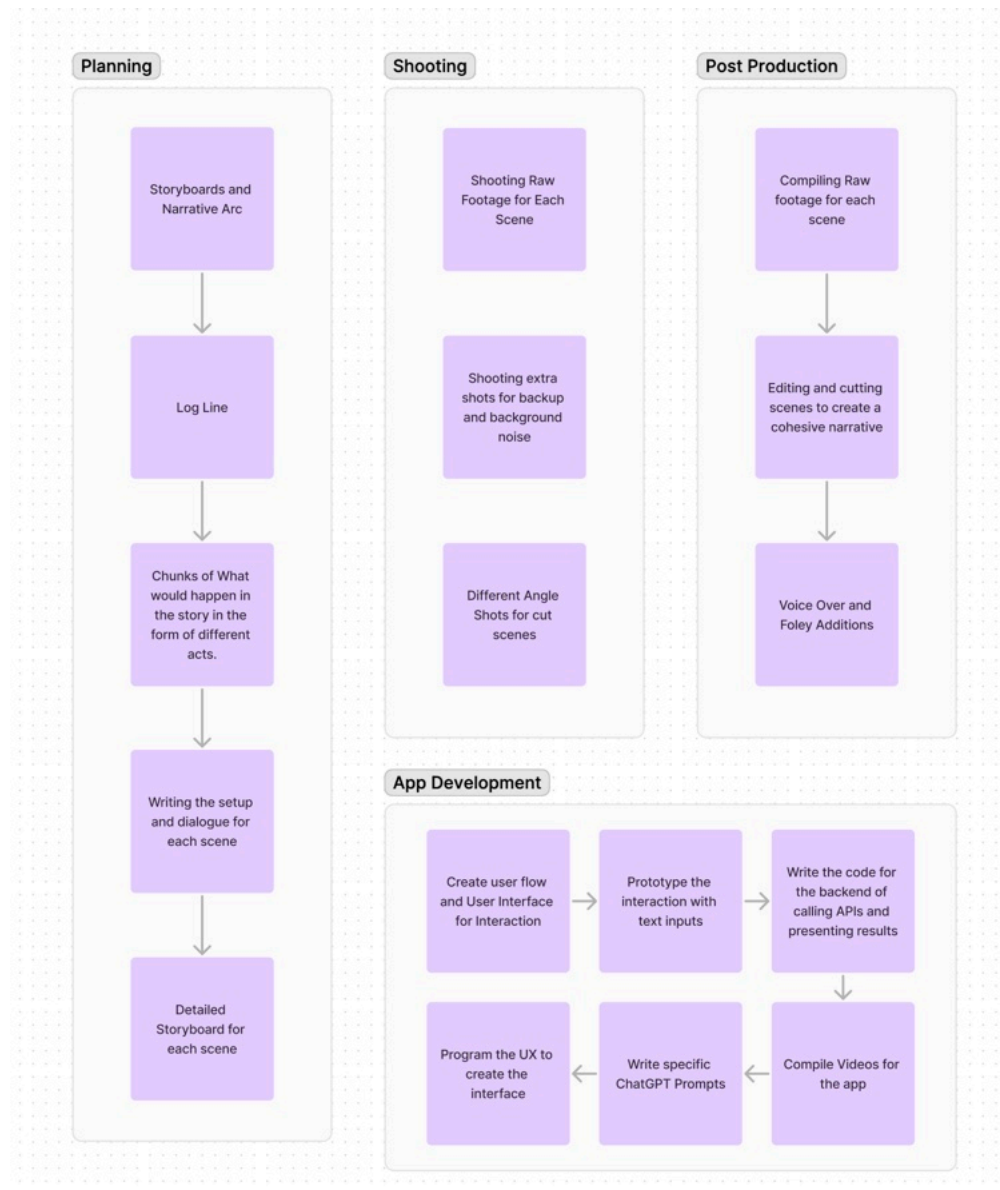 Planning
Storyboards and
Narrative Arc
Log Line
Chunks of What
would happen in
the story in the
form of different
acts.
Writing the setup
and dialogue for
each scene
Detailed
Storyboard for
each scene
Shooting
Shooting Raw
Footage for Each
Scene
Shooting extra
shots for backup
and background
noise
Different Angle
Shots for cut
scenes
Post Production
Compiling Raw
footage for each
scene
Editing and cutting
scenes to create a
cohesive narrative
Voice Over and
Foley Additions
App Development
Create user flow
and User Interface
for Interaction
Prototype the
interaction with
text inputs
Write the code for
the backend of
calling APIs and
presenting results
Compile Videos for
the app
Write specific
ChatGPT Prompts
Program the UX to
create the
interface